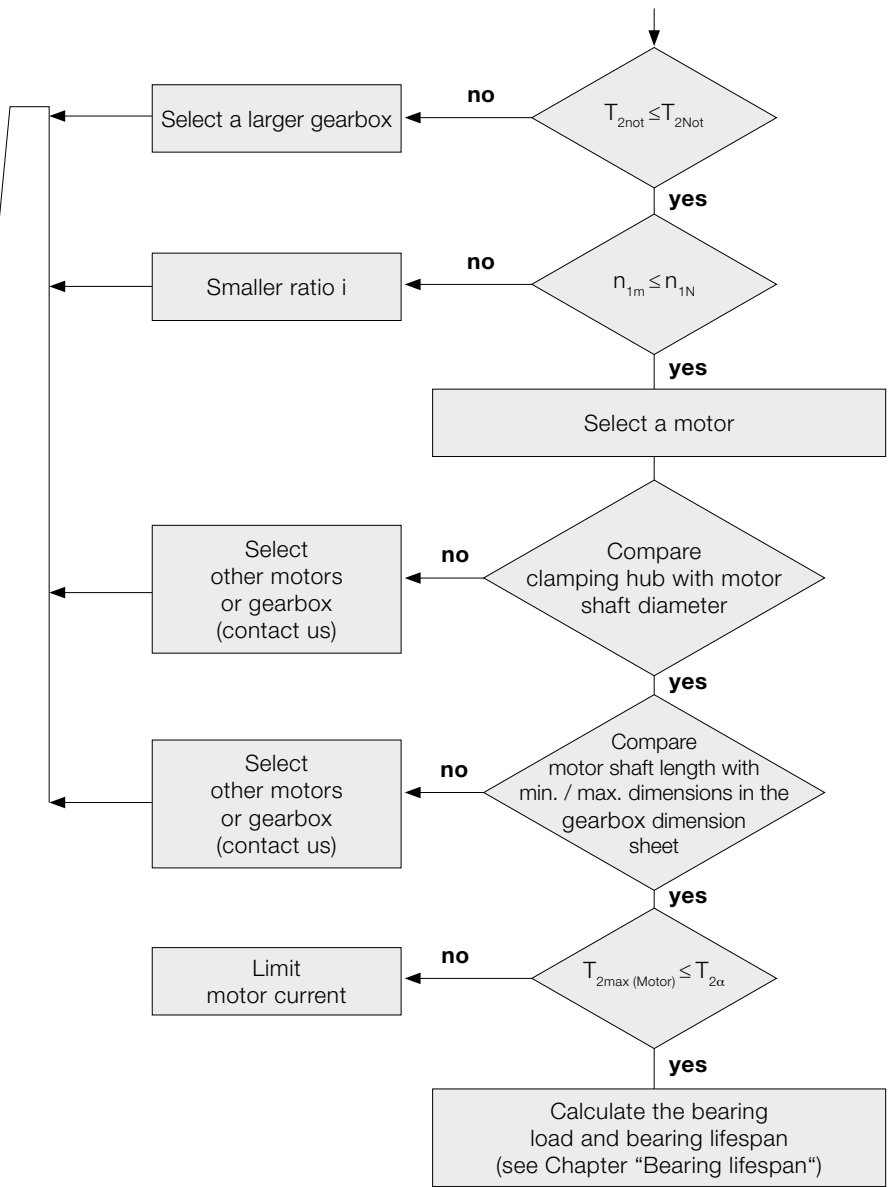 no
Select a larger gearbox
T2not ≤ T2Not
yes
no
Smaller ratio i
n1m ≤ n1N
yes
Select a motor
Select
other motors
or gearbox
(contact us)
no
Compare
clamping hub with motor
shaft diameter
yes
Select
other motors
or gearbox
(contact us)
no
Compare
motor shaft length with
min. / max. dimensions in the
gearbox dimension
sheet
yes
no
Limit
motor current
T2max (Motor) ≤ T2α
yes
Calculate the bearing
load and bearing lifespan
(see Chapter “Bearing lifespan“)